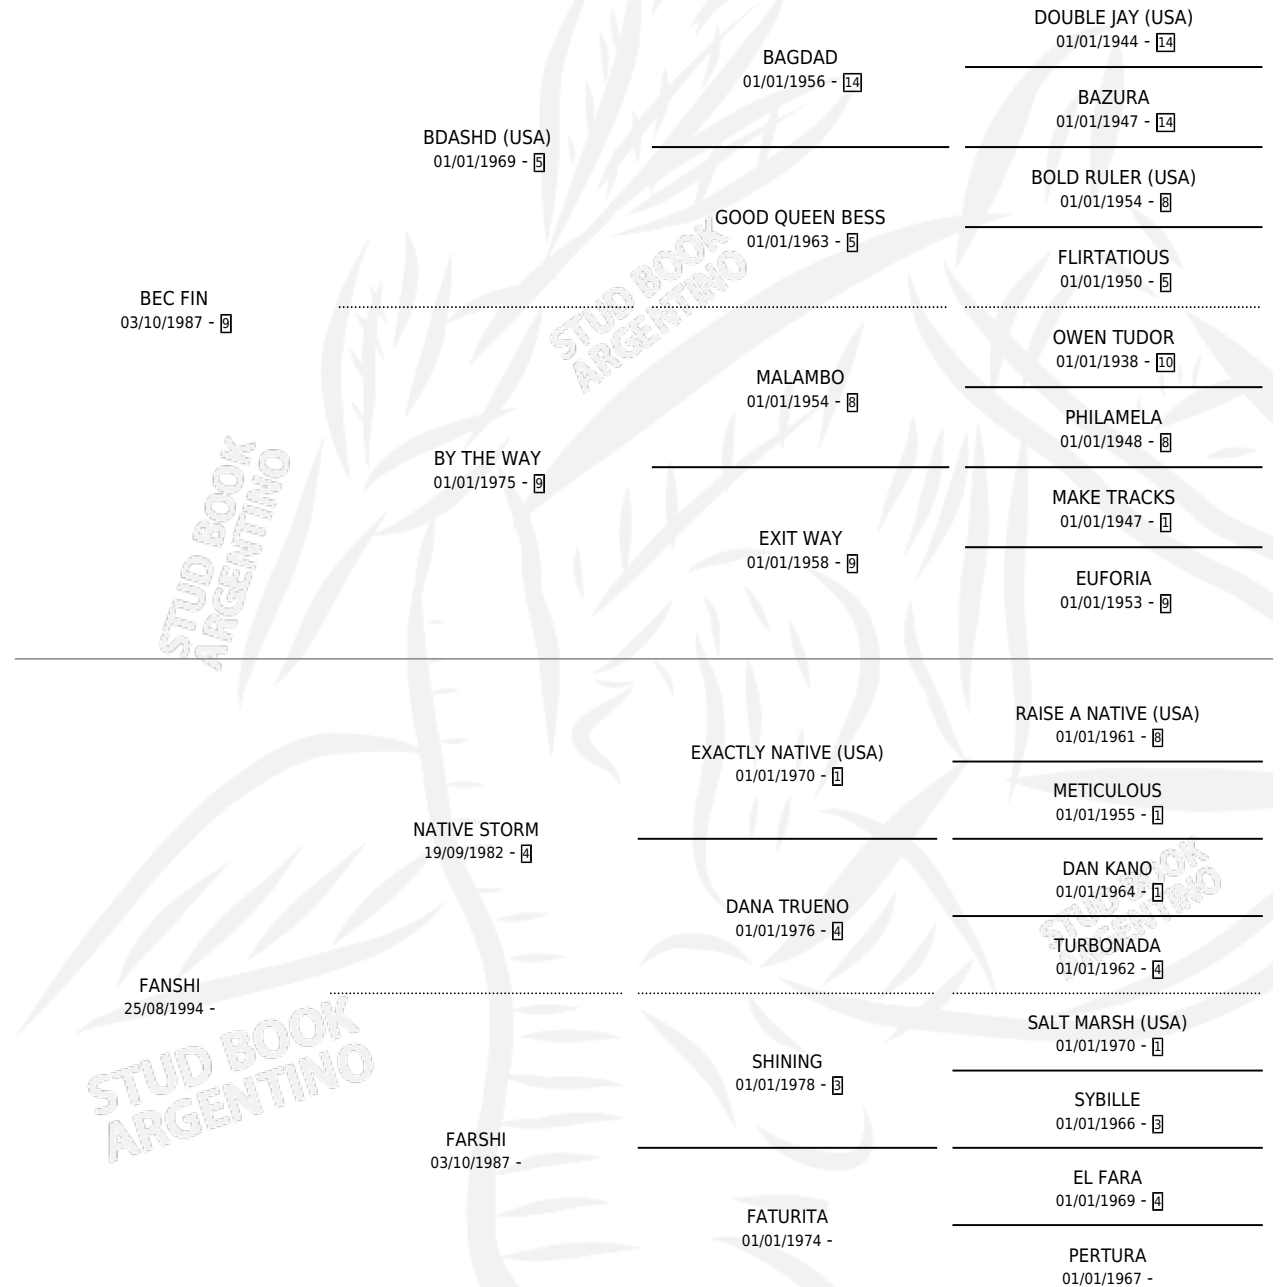 DOUBLE JAY (USA)
01/01/1944 - 14
BAGDAD
01/01/1956 - 14
BAZURA
01/01/1947 - 14
BDASHD (USA)
01/01/1969 - 5
BOLD RULER (USA)
01/01/1954 - 8
GOOD QUEEN BESS
01/01/1963 - 5
FLIRTATIOUS
01/01/1950 - 5
BEC FIN
03/10/1987 - 9
OWEN TUDOR
01/01/1938 - 10
MALAMBO
01/01/1954 - 8
PHILAMELA
01/01/1948 - 8
BY THE WAY
01/01/1975 - 9
MAKE TRACKS
01/01/1947 - 1
EXIT WAY
01/01/1958 - 9
EUFORIA
01/01/1953 - 9
STUD BOOK
ARGENTINO
STUD BOOK
ARGENTINO
RAISE A NATIVE (USA)
01/01/1961 - 8
EXACTLY NATIVE (USA)
01/01/1970 - 1
METICULOUS
01/01/1955 - 1
NATIVE STORM
19/09/1982 - 4
DAN KANO
01/01/1964 - 1
DANA TRUENO
01/01/1976 - 4
TURBONADA
01/01/1962 - 4
FANSHI
25/08/1994 -
SALT MARSH (USA)
01/01/1970 - 1
SHINING
01/01/1978 - 3
SYBILLE
01/01/1966 - 3
FARSHI
03/10/1987 -
EL FARA
01/01/1969 - 4
FATURITA
01/01/1974 -
PERTURA
01/01/1967 -
STUD BOOK
ARGENTINO
STUD BOOK
ARGENTINO